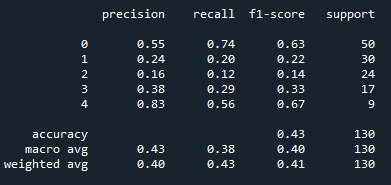 precision recall f1-score support
0 0.55 0.74 0.63 50
1 0.24 0.20 0.22 30
2 0.16 0.12 0.14 24
3 0.38 0.29 0.33 17
4 0.83 0.56 0.67 9
accuracy 0.43 130
macro avg 0.43 0.38 0.40 130
weighted avg 0.40 0.43 0.41 130